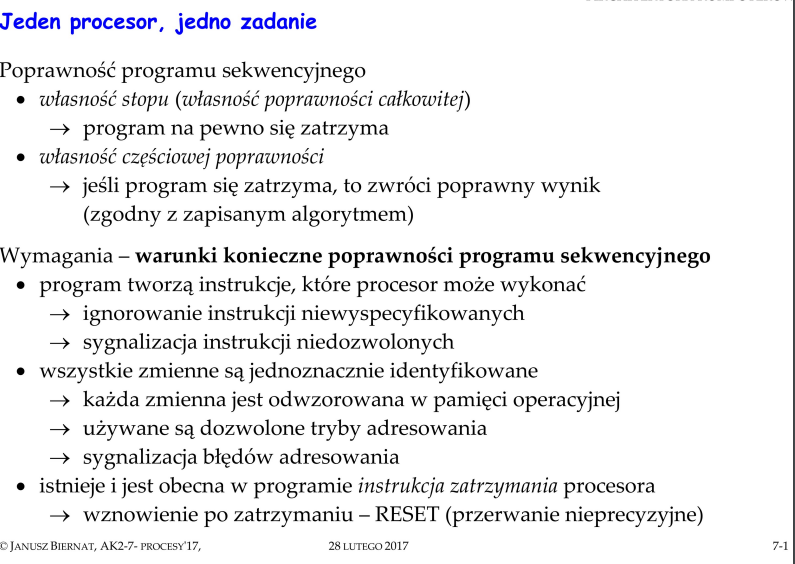 Jeden procesor, jedno zadanie
Poprawność programu sekwencyjnego
• własność stopu (własność poprawności całkowitej)
→ program na pewno się zatrzyma
• własność częściowej poprawności
→ jeśli program się zatrzyma, to zwróci poprawny wynik
(zgodny z zapisanym algorytmem)
Wymagania – warunki konieczne poprawności programu sekwencyjnego
• program tworzą instrukcje, które procesor może wykonać
→ ignorowanie instrukcji niewyspecyfikowanych
→ sygnalizacja instrukcji niedozwolonych
• wszystkie zmienne są jednoznacznie identyfikowane
→ każda zmienna jest odwzorowana w pamięci operacyjnej
→ używane są dozwolone tryby adresowania
→ sygnalizacja błędów adresowania
• istnieje i jest obecna w programie instrukcja zatrzymania procesora
→ wznowienie po zatrzymaniu – RESET (przerwanie nieprecyzyjne)
© JANUSZ BIERNAT, AK2-7- PROCESY'17, 28 LUTEGO 2017 7-1